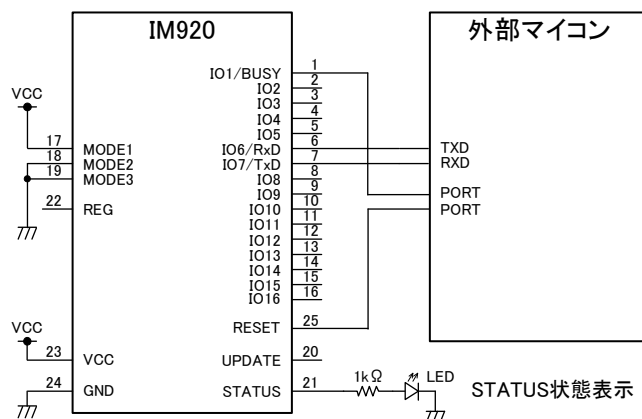 IM920
外部マイコン
VCC
17 MODE1
18 MODE2
19 MODE3
22 REG
VCC
23 VCC
24 GND
IO1/BUSY 1
IO2 2
IO3 3
IO4 4
IO5 5
IO6/RxD 6
IO7/TxD 7
IO8 8
IO9 9
IO10 10
IO11 11
IO12 12
IO13 13
IO14 14
IO15 15
IO16 16
RESET 25
UPDATE 20
STATUS 21
TXD
RXD
PORT
PORT
1kΩ
LED
STATUS状態表示